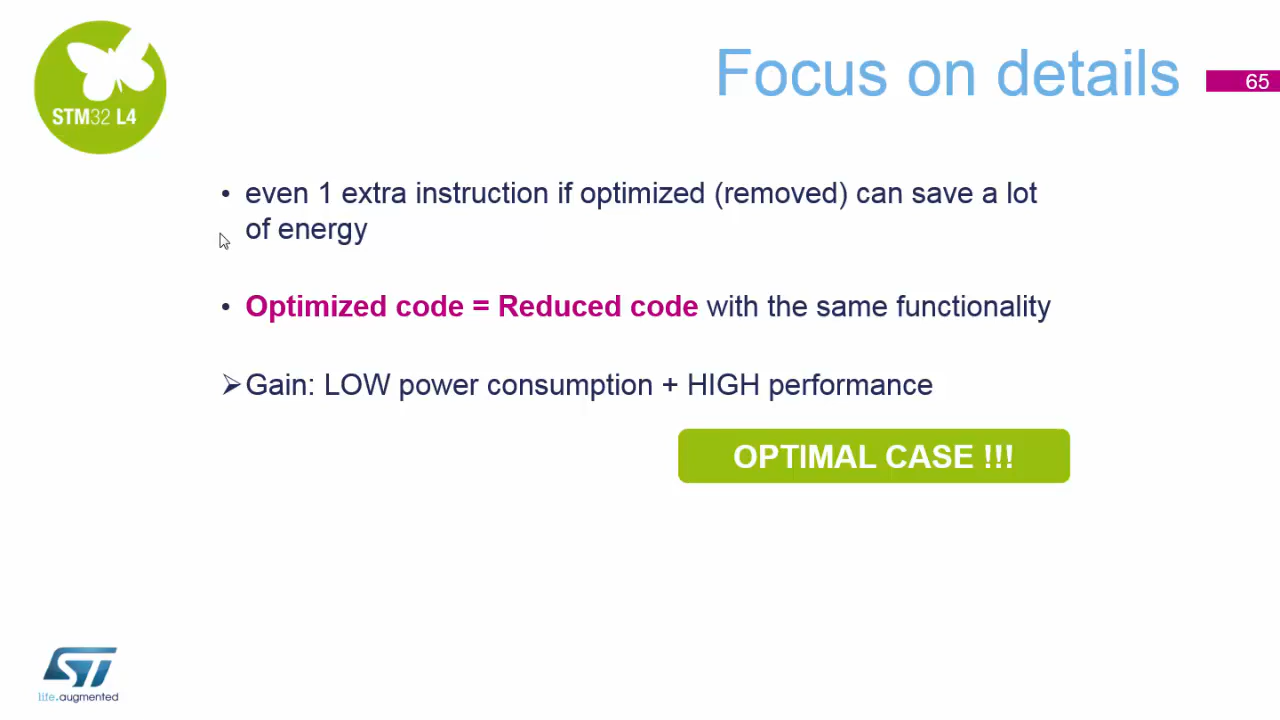 STM32 L4
Focus on details
65
• even 1 extra instruction if optimized (removed) can save a lot
of energy
• Optimized code = Reduced code with the same functionality
➢Gain: LOW power consumption + HIGH performance
OPTIMAL CASE !!!
ST
life.augmented